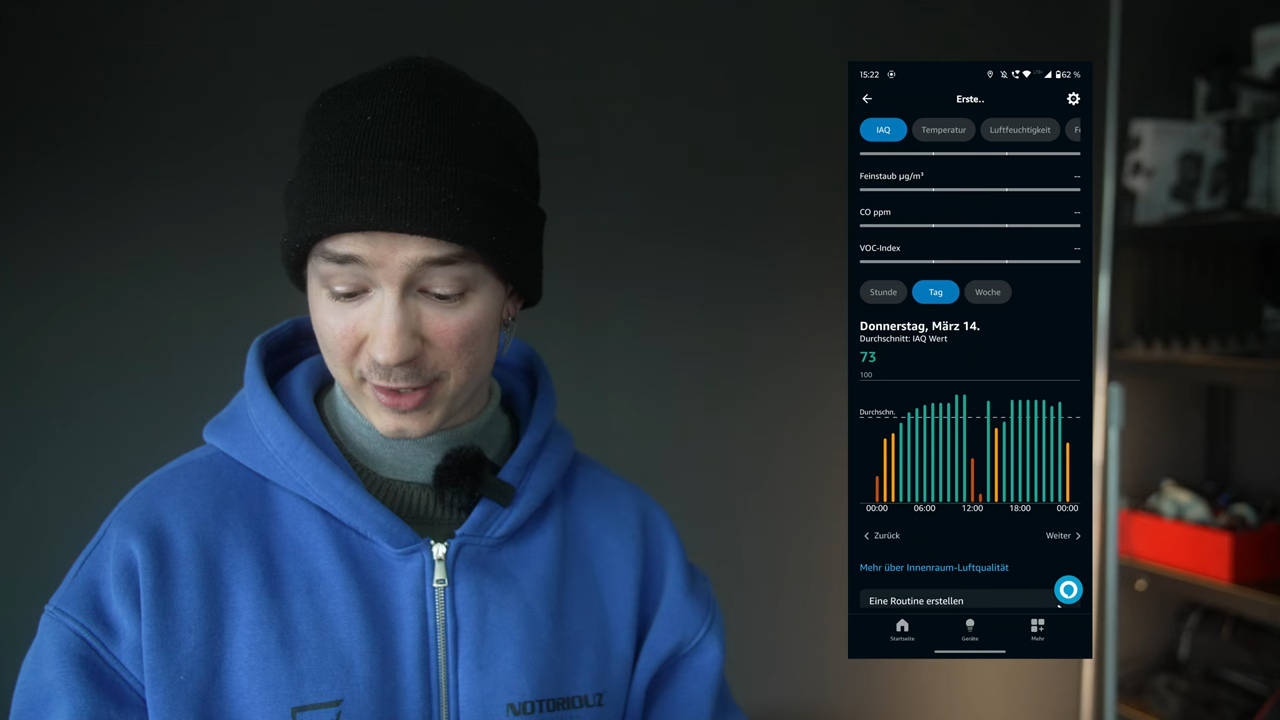 15:22
62 %
Erste..
IAQ
Temperatur
Luftfeuchtigkeit
Fe
Feinstaub µg/m³ --
CO ppm --
VOC-Index --
Stunde
Tag
Woche
Donnerstag, März 14.
Durchschnitt: IAQ Wert
73
100
Durchschn.
00:00 06:00 12:00 18:00 00:00
Zurück
Weiter
Mehr über Innenraum-Luftqualität
Eine Routine erstellen
Startseite
Geräte
Mehr
NOTORIOUZ